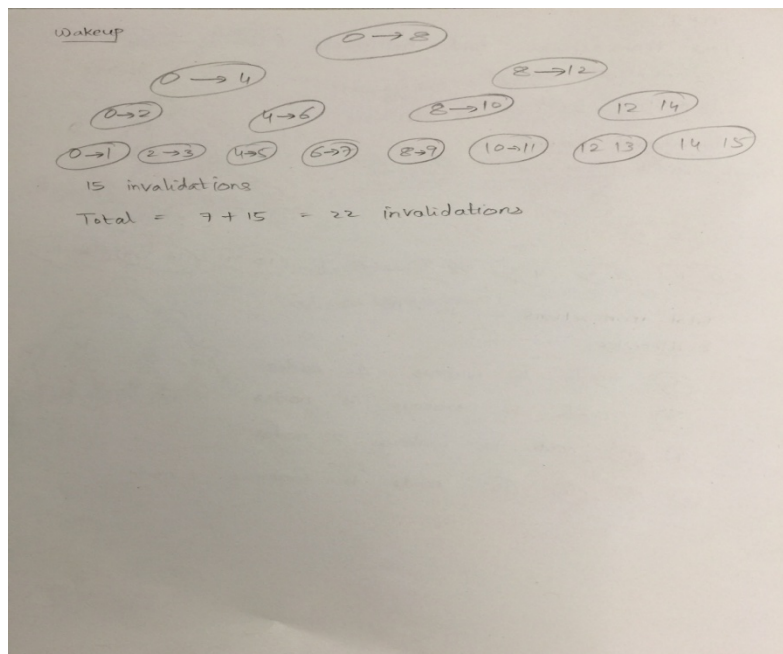 Wakeup
0 → 8
0 → 4 8 → 12
0→2 4→6 8→10 12 14
0→1 2→3 4→5 6→7 8→9 10→11 12 13 14 15
15 invalidations
Total = 7 + 15 = 22 invalidations